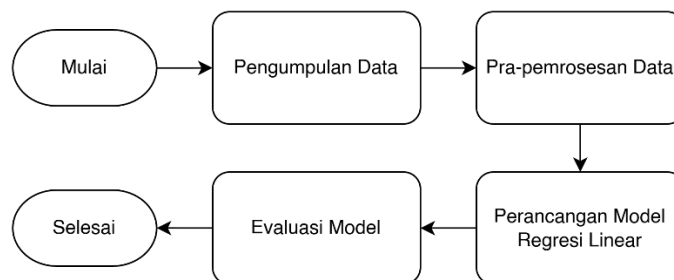 Mulai
Pengumpulan Data
Pra-pemrosesan Data
Perancangan Model
Regresi Linear
Evaluasi Model
Selesai